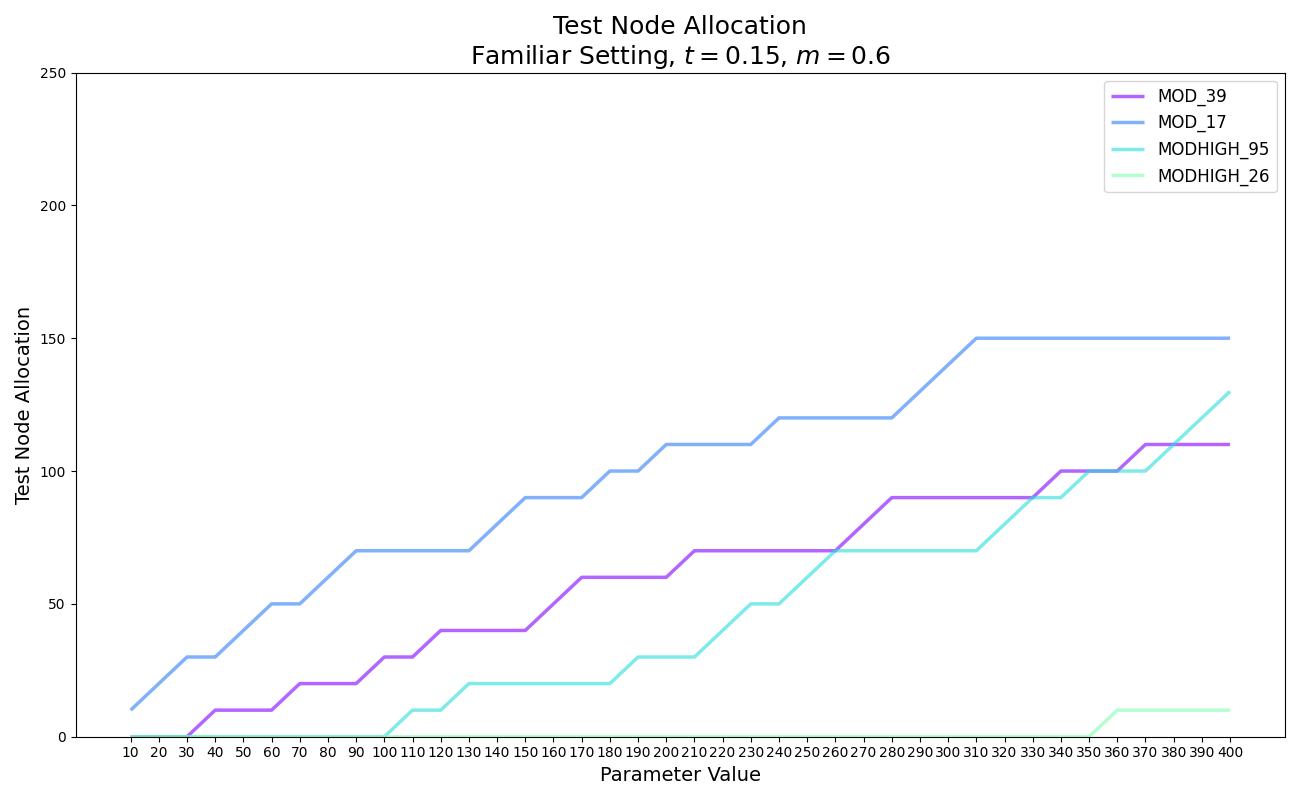 Test Node Allocation
Familiar Setting, t = 0.15, m = 0.6
MOD_39
MOD_17
MODHIGH_95
MODHIGH_26
Test Node Allocation
250
200
150
100
50
0
10 20 30 40 50 60 70 80 90 100 110 120 130 140 150 160 170 180 190 200 210 220 230 240 250 260 270 280 290 300 310 320 330 340 350 360 370 380 390 400
Parameter Value